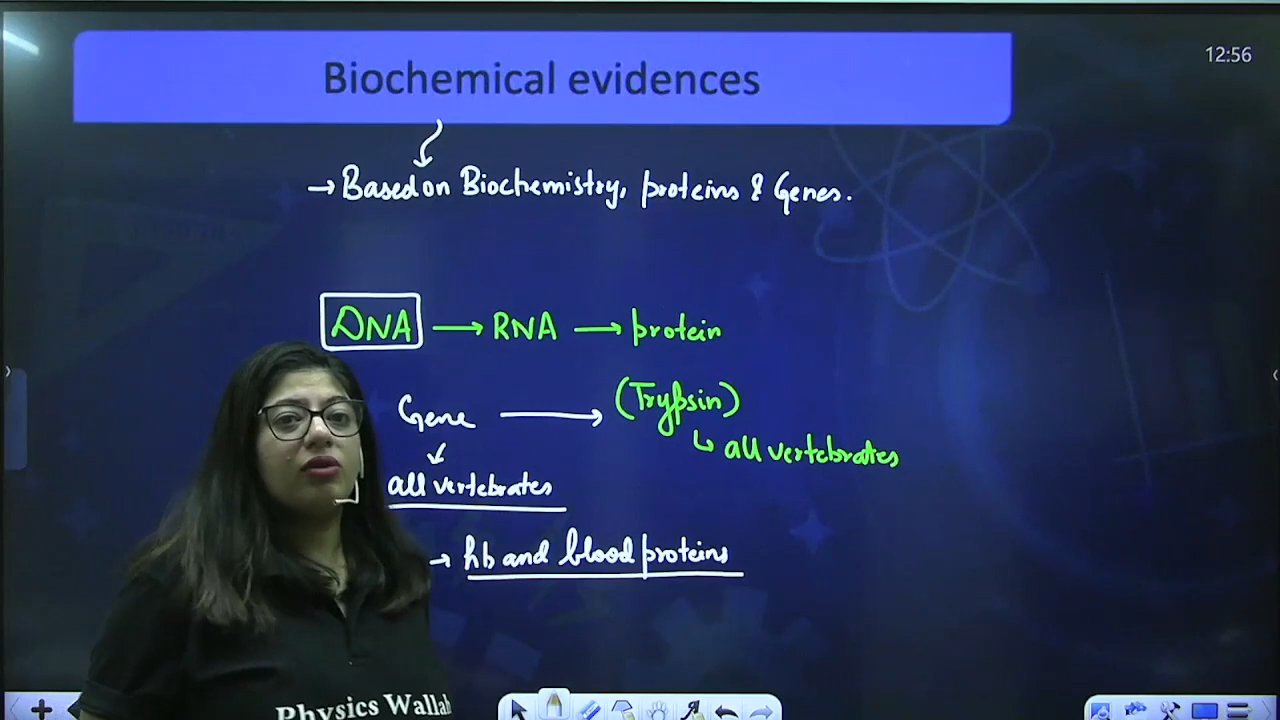 Biochemical evidences
12:56
→ Based on Biochemistry, proteins & Genes.
DNA → RNA → protein
Gene → (Trypsin)
↳ all vertebrates
all vertebrates
→ hb and blood proteins
Physics Wallah